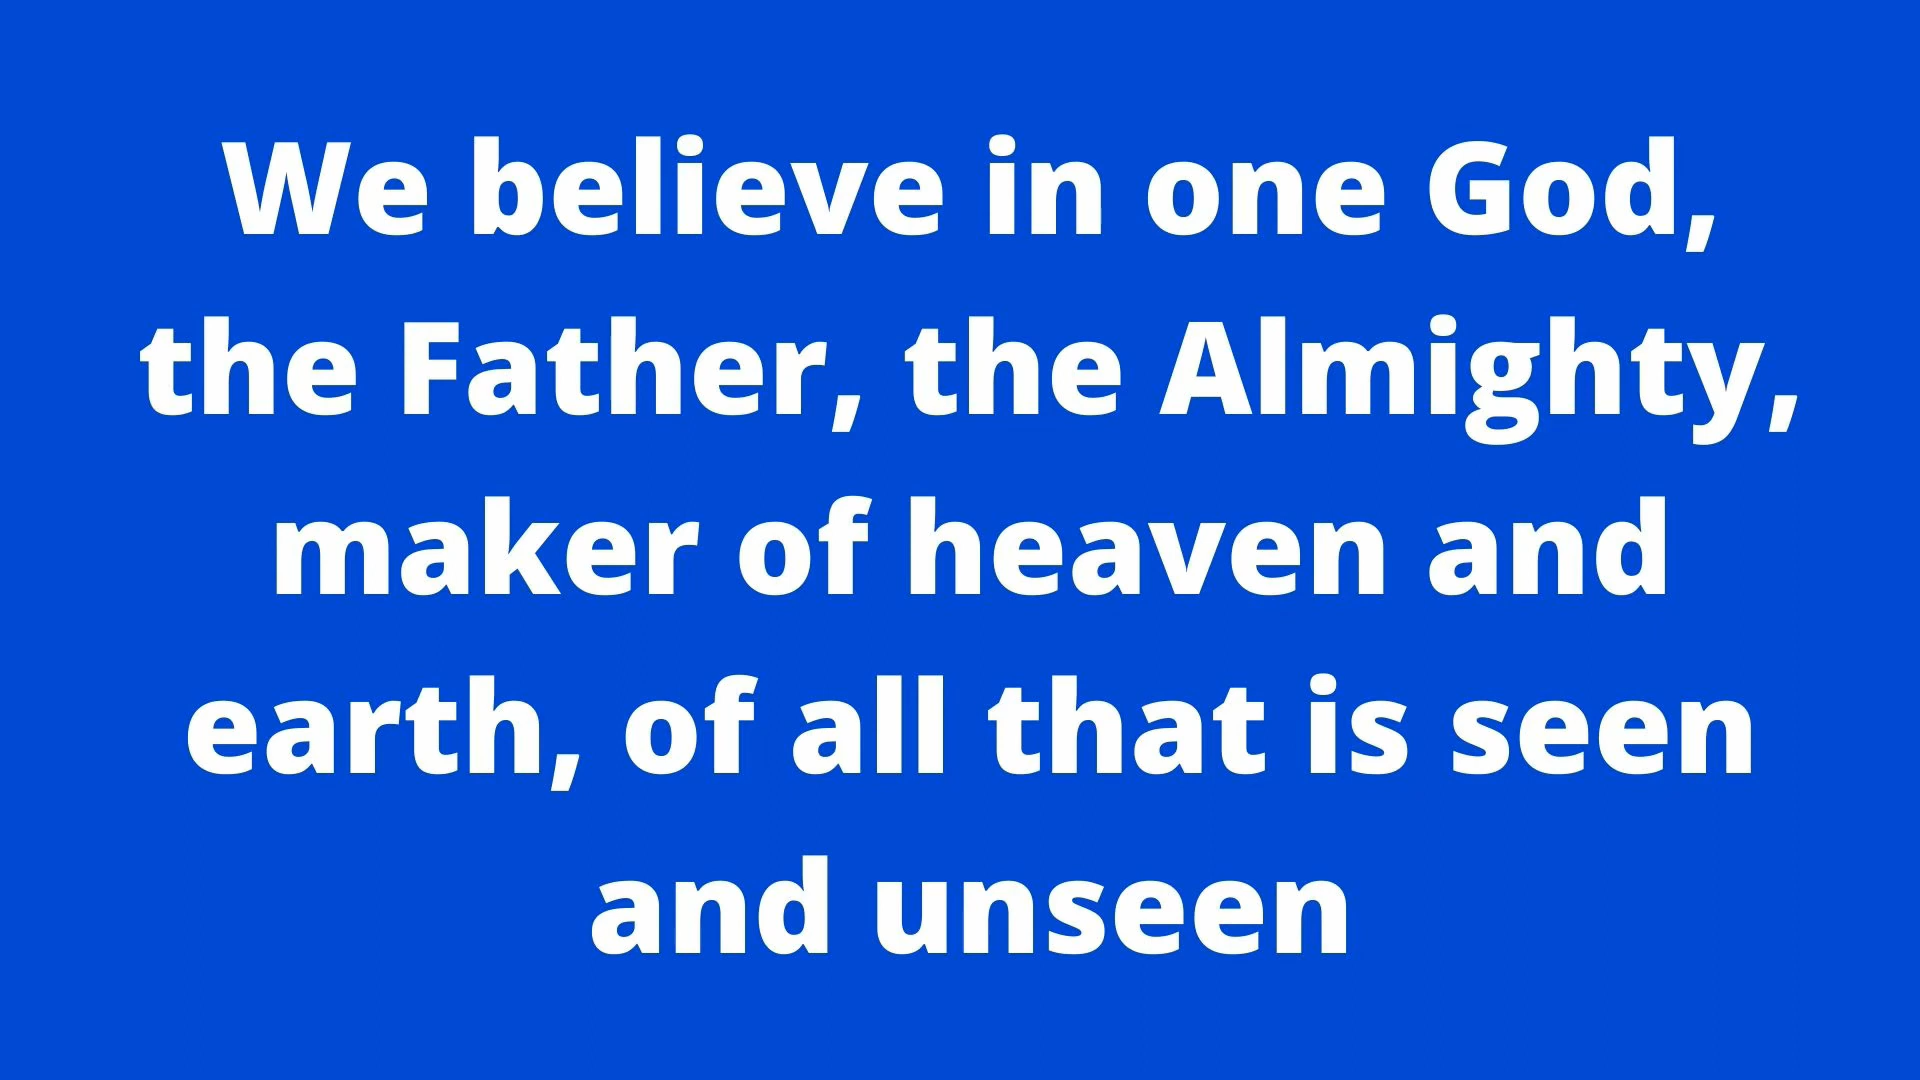 We believe in one God,
the Father, the Almighty,
maker of heaven and
earth, of all that is seen
and unseen